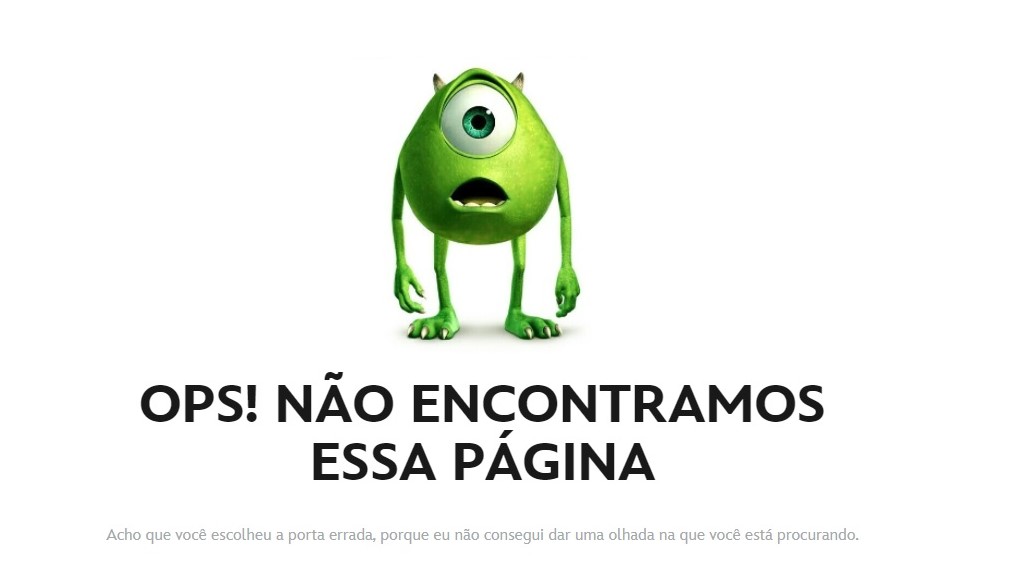 OPS! NÃO ENCONTRAMOS
ESSA PÁGINA
Acho que você escolheu a porta errada, porque eu não consegui dar uma olhada na que você está procurando.